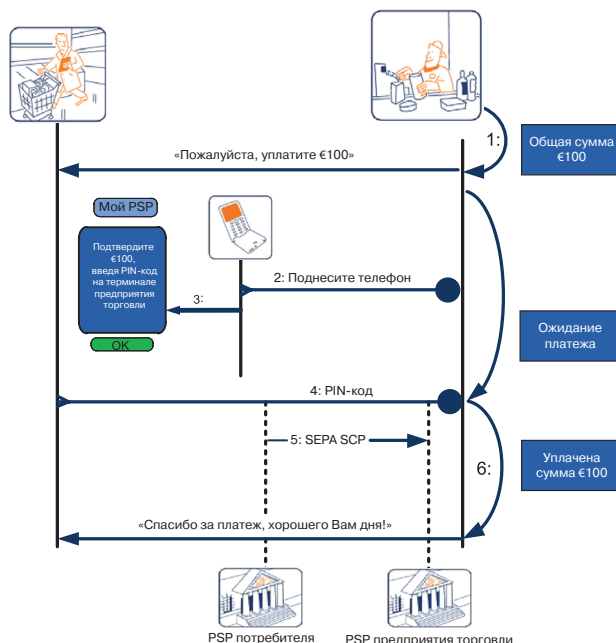 1:
Общая сумма
€100
«Пожалуйста, уплатите €100»
Мой PSP
Подтвердите
€100,
введя PIN-код
на терминале
предприятия
торговли
OK
2: Поднесите телефон
3:
Ожидание
платежа
4: PIN-код
5: SEPA SCP
6:
Уплачена
сумма €100
«Спасибо за платеж, хорошего Вам дня!»
PSP потребителя
PSP предприятия торговли